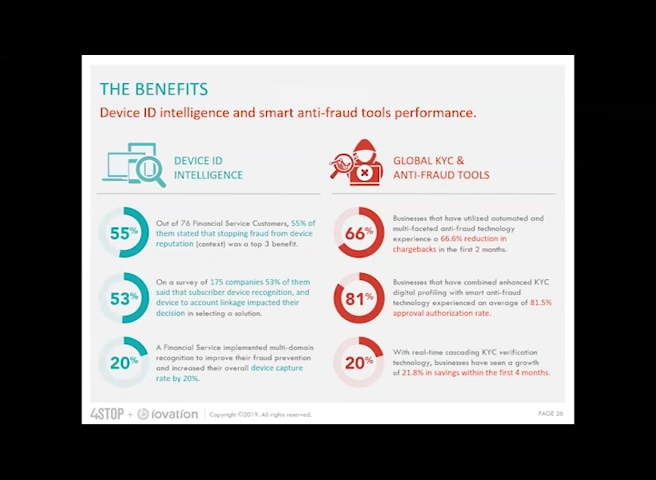 THE BENEFITS
Device ID intelligence and smart anti-fraud tools performance.
DEVICE ID
INTELLIGENCE
55%
Out of 76 Financial Service Customers, 55% of
them stated that stopping fraud from device
reputation (context) was a top 3 benefit.
53%
On a survey of 175 companies 53% of them
said that subscriber device recognition, and
device to account linkage impacted their
decision in selecting a solution.
20%
A Financial Service implemented multi-domain
recognition to improve their fraud prevention
and increased their overall device capture
rate by 20%.
GLOBAL KYC &
ANTI-FRAUD TOOLS
66%
Businesses that have utilized automated and
multi-faceted anti-fraud technology
experience a 66.6% reduction in
chargebacks in the first 2 months.
81%
Businesses that have combined enhanced KYC
digital profiling with smart anti-fraud
technology experienced an average of 81.5%
approval authorization rate.
20%
With real-time cascading KYC verification
technology, businesses have seen a growth
of 21.8% in savings within the first 4 months.
4STOP + iovation | Copyright ©2019. All rights reserved.
PAGE 26